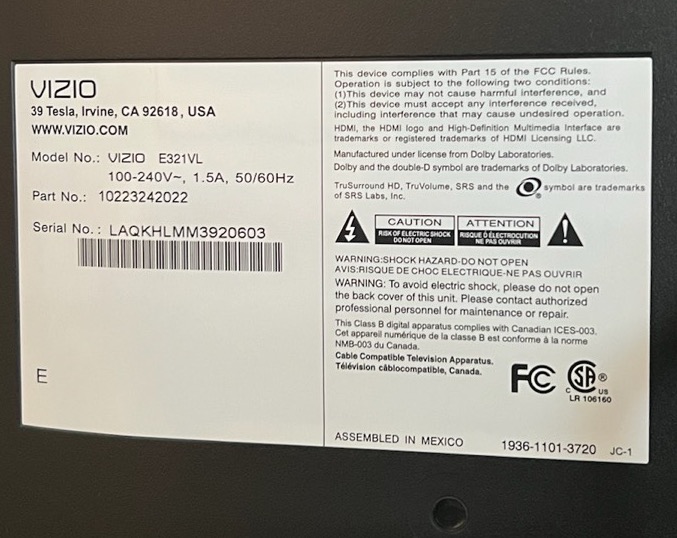 VIZIO
39 Tesla, Irvine, CA 92618, USA
WWW.VIZIO.COM
Model No.: VIZIO E321VL
100-240V~, 1.5A, 50/60Hz
Part No.: 10223242022
Serial No.: LAQKHLMM3920603
E
This device complies with Part 15 of the FCC Rules.
Operation is subject to the following two conditions:
(1)This device may not cause harmful interference, and
(2)This device must accept any interference received,
including interference that may cause undesired operation.
HDMI, the HDMI logo and High-Definition Multimedia Interface are
trademarks or registered trademarks of HDMI Licensing LLC.
Manufactured under license from Dolby Laboratories.
Dolby and the double-D symbol are trademarks of Dolby Laboratories.
TruSurround HD, TruVolume, SRS and the symbol are trademarks
of SRS Labs, Inc.
CAUTION
RISK OF ELECTRIC SHOCK
DO NOT OPEN
ATTENTION
RISQUE D'ÉLECTROCUTION
NE PAS OUVRIR
WARNING:SHOCK HAZARD-DO NOT OPEN
AVIS:RISQUE DE CHOC ELECTRIQUE-NE PAS OUVRIR
WARNING: To avoid electric shock, please do not open
the back cover of this unit. Please contact authorized
professional personnel for maintenance or repair.
This Class B digital apparatus complies with Canadian ICES-003.
Cet appareil numérique de la classe B est conforme à la norme
NMB-003 du Canada.
Cable Compatible Television Apparatus.
Télévision câblocompatible, Canada.
FC
C SA ® US
LR 106160
ASSEMBLED IN MEXICO
1936-1101-3720 JC-1